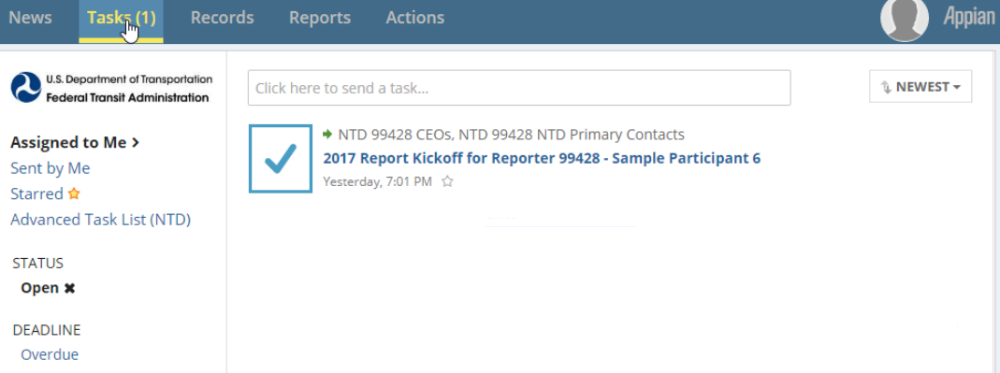 News Tasks (1) Records Reports Actions Appian
U.S. Department of Transportation
Federal Transit Administration
Click here to send a task...
NEWEST
Assigned to Me
Sent by Me
Starred
Advanced Task List (NTD)
STATUS
Open
DEADLINE
Overdue
NTD 99428 CEOs, NTD 99428 NTD Primary Contacts
2017 Report Kickoff for Reporter 99428 - Sample Participant 6
Yesterday, 7:01 PM